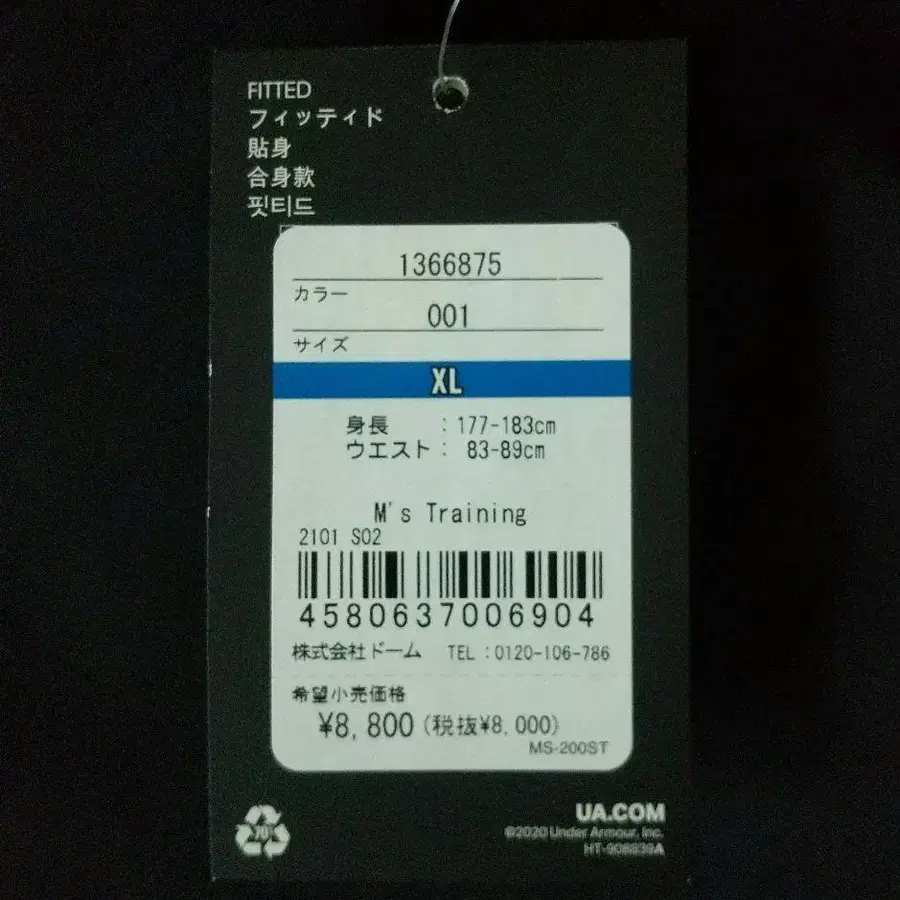 FITTED
フィッティド
貼身
合身款
핏티드
1366875
カラー
001
サイズ
XL
身長 :177-183cm
ウエスト: 83-89cm
M's Training
2101 S02
4580637006904
株式会社ドーム TEL:0120-106-786
希望小売価格
¥8,800(税抜¥8,000)
MS-200ST
UA.COM
©2020 Under Armour, Inc.
HT-908839A